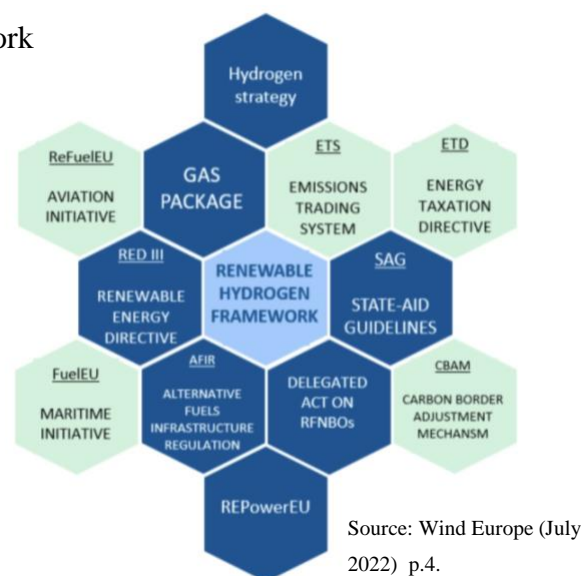 ork
Hydrogen
strategy
ReFuelEU
AVIATION
INITIATIVE
GAS
PACKAGE
ETS
EMISSIONS
TRADING
SYSTEM
ETD
ENERGY
TAXATION
DIRECTIVE
RED III
RENEWABLE
ENERGY
DIRECTIVE
RENEWABLE
HYDROGEN
FRAMEWORK
SAG
STATE-AID
GUIDELINES
FuelEU
MARITIME
INITIATIVE
AFIR
ALTERNATIVE
FUELS
INFRASTRUCTURE
REGULATION
DELEGATED
ACT ON
RFNBOs
CBAM
CARBON BORDER
ADJUSTMENT
MECHANSM
REPowerEU
Source: Wind Europe (July
2022) p.4.